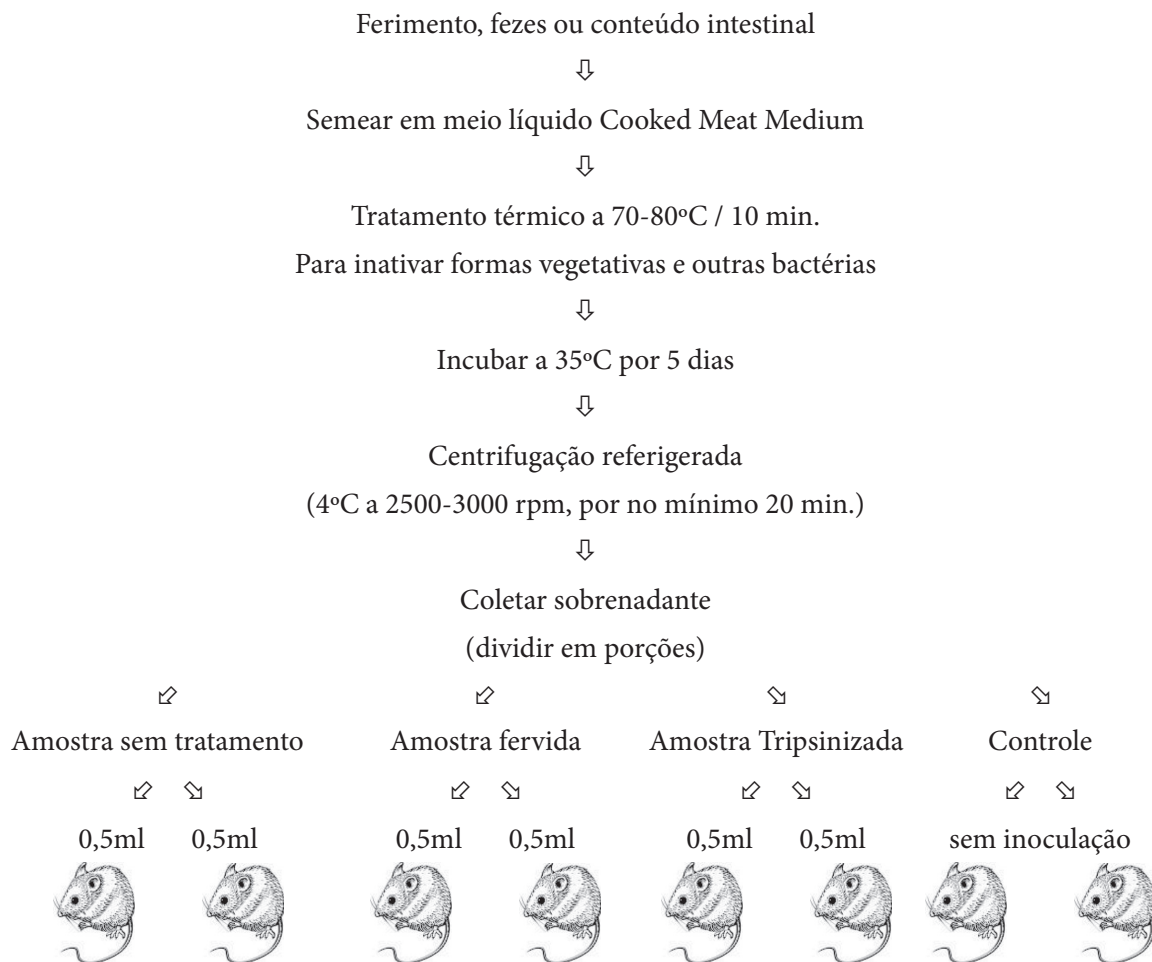 Ferimento, fezes ou conteúdo intestinal
⇩
Semear em meio líquido Cooked Meat Medium
⇩
Tratamento térmico a 70-80ºC / 10 min.
Para inativar formas vegetativas e outras bactérias
⇩
Incubar a 35ºC por 5 dias
⇩
Centrifugação referigerada
(4ºC a 2500-3000 rpm, por no mínimo 20 min.)
⇩
Coletar sobrenadante
(dividir em porções)
Amostra sem tratamento Amostra fervida Amostra Tripsinizada Controle
0,5ml 0,5ml 0,5ml 0,5ml 0,5ml 0,5ml sem inoculação